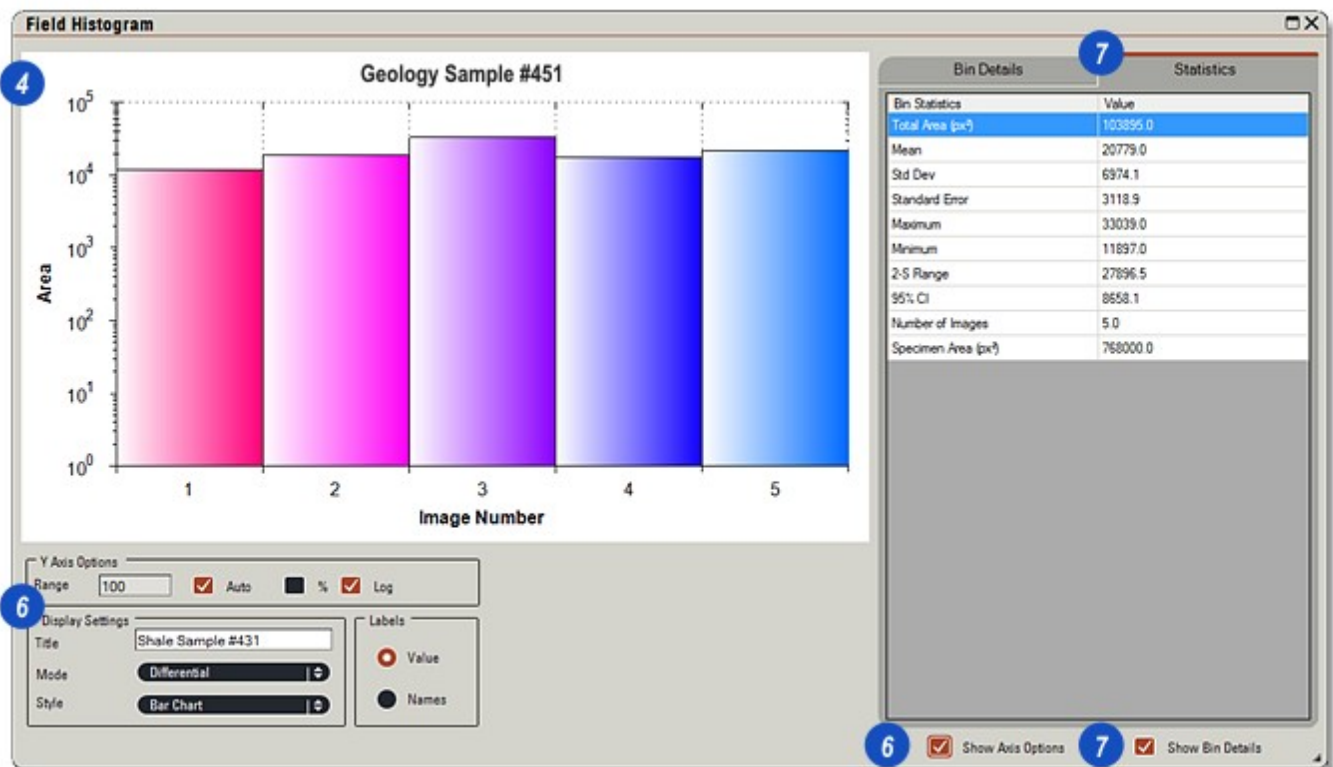 Field Histogram
4
Geology Sample #451
10^5
10^4
10^3
10^2
10^1
10^0
Area
1 2 3 4 5
Image Number
7
Bin Details Statistics
Bin Statistics Value
Total Area (px²) 103895.0
Mean 20779.0
Std Dev 6974.1
Standard Error 3118.9
Maximum 33039.0
Minimum 11897.0
2-S Range 27896.5
95% CI 8658.1
Number of Images 5.0
Specimen Area (px²) 768000.0
Y Axis Options
Range 100 Auto % Log
6
Display Settings
Title Shale Sample #431
Mode Differential
Style Bar Chart
Labels
Value
Names
6 Show Axis Options 7 Show Bin Details